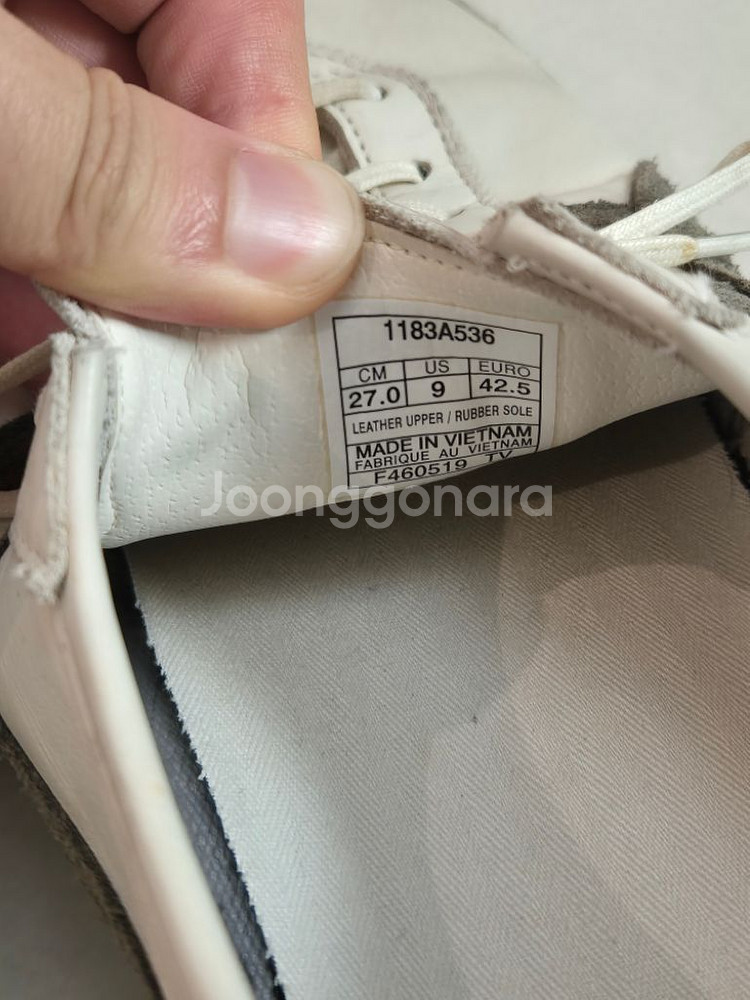 1183A536
CM US EURO
27.0 9 42.5
LEATHER UPPER / RUBBER SOLE
MADE IN VIETNAM
FABRIQUE AU VIETNAM
F460519 TV
Joonggonara